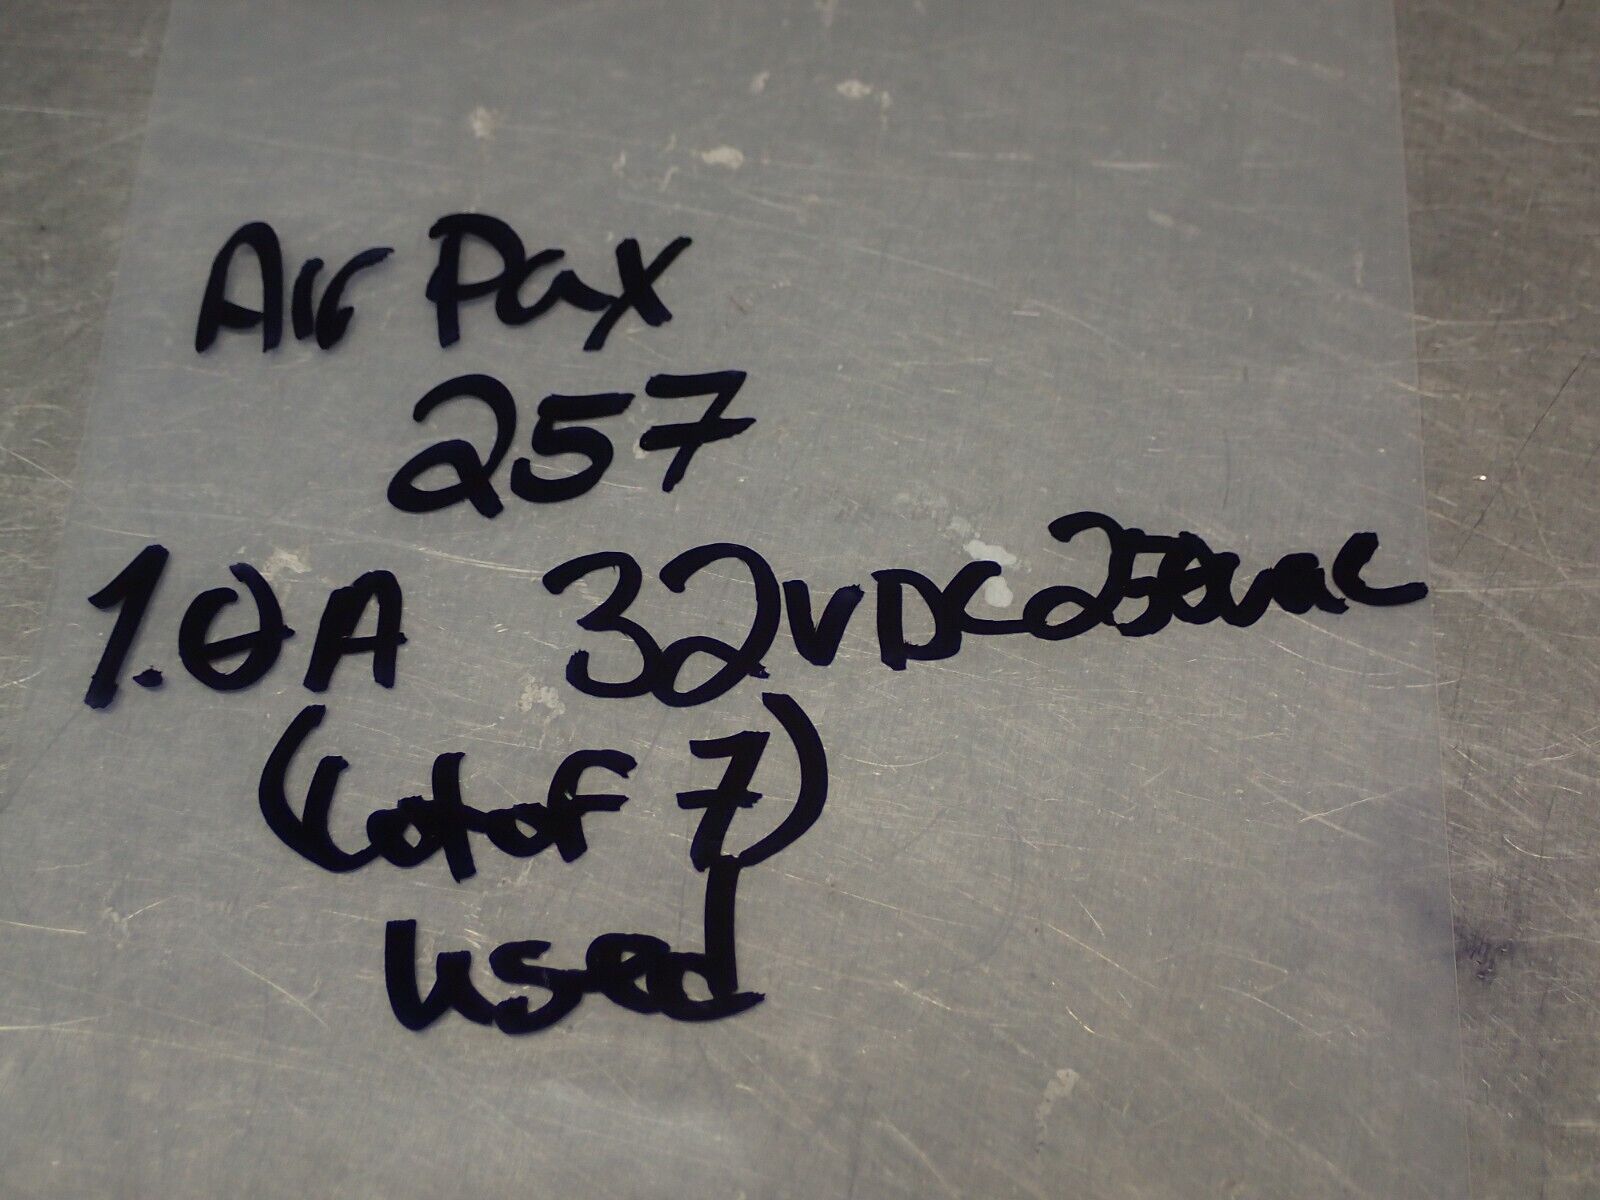 Air Pax
257
1.0A 32VDC 250vac
(Lot of 7)
used